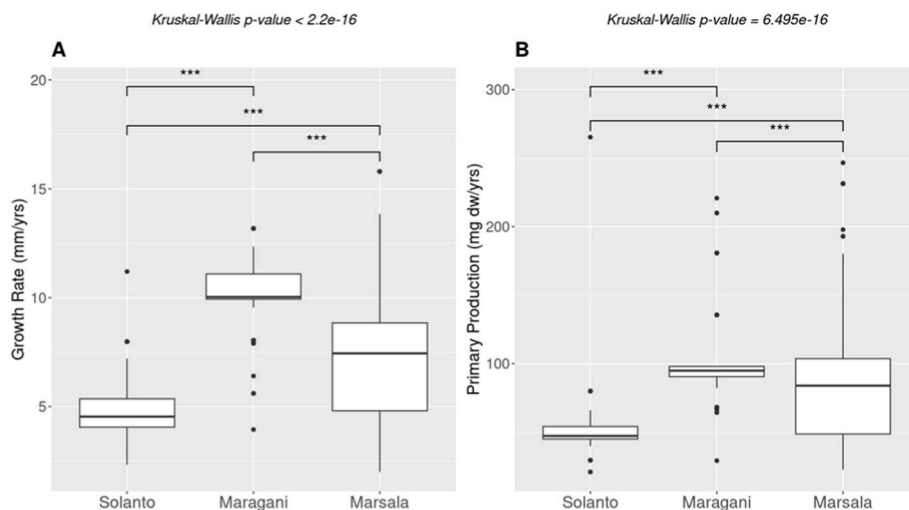 Kruskal-Wallis p-value < 2.2e-16
A
***
***
***
Growth Rate (mm/yrs)
20
15
10
5
Solanto Maragani Marsala
Kruskal-Wallis p-value = 6.495e-16
B
***
***
***
Primary Production (mg dw/yrs)
300
200
100
Solanto Maragani Marsala